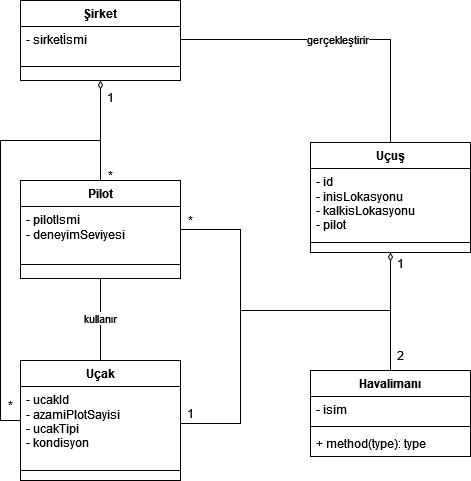 Şirket
- sirketİsmi
gerçekleştirir
1
Uçuş
- id
- inisLokasyonu
- kalkisLokasyonu
- pilot
*
Pilot
- pilotIsmi
- deneyimSeviyesi
*
1
kullanır
2
Uçak
- ucakId
- azamiPlotSayisi
- ucakTipi
- kondisyon
*
1
Havalimanı
- isim
+ method(type): type